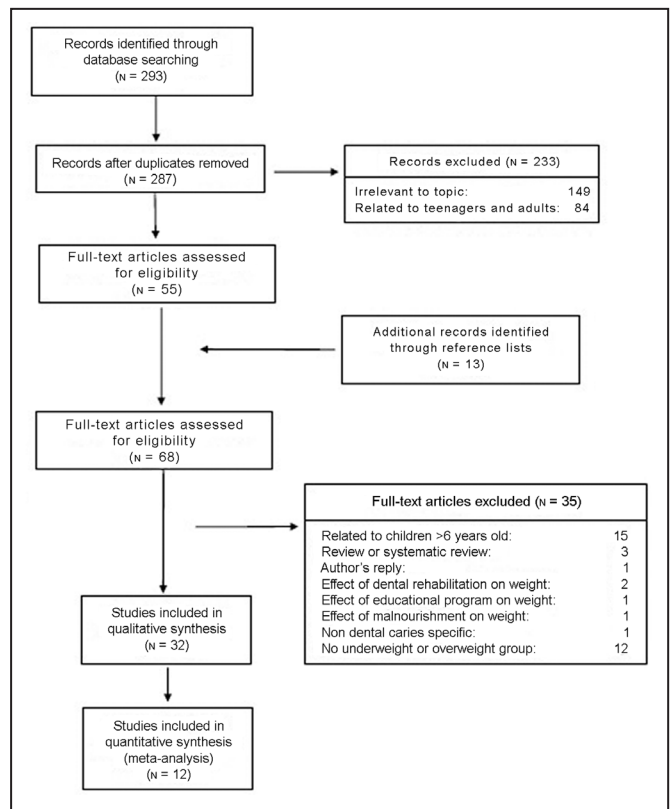 Records identified through
database searching
(N = 293)
Records after duplicates removed
(N = 287)
Records excluded (N = 233)
Irrelevant to topic: 149
Related to teenagers and adults: 84
Full-text articles assessed
for eligibility
(N = 55)
Additional records identified
through reference lists
(N = 13)
Full-text articles assessed
for eligibility
(N = 68)
Full-text articles excluded (N = 35)
Related to children >6 years old: 15
Review or systematic review: 3
Author's reply: 1
Effect of dental rehabilitation on weight: 2
Effect of educational program on weight: 1
Effect of malnourishment on weight: 1
Non dental caries specific: 1
No underweight or overweight group: 12
Studies included in
qualitative synthesis
(N = 32)
Studies included in
quantitative synthesis
(meta-analysis)
(N = 12)